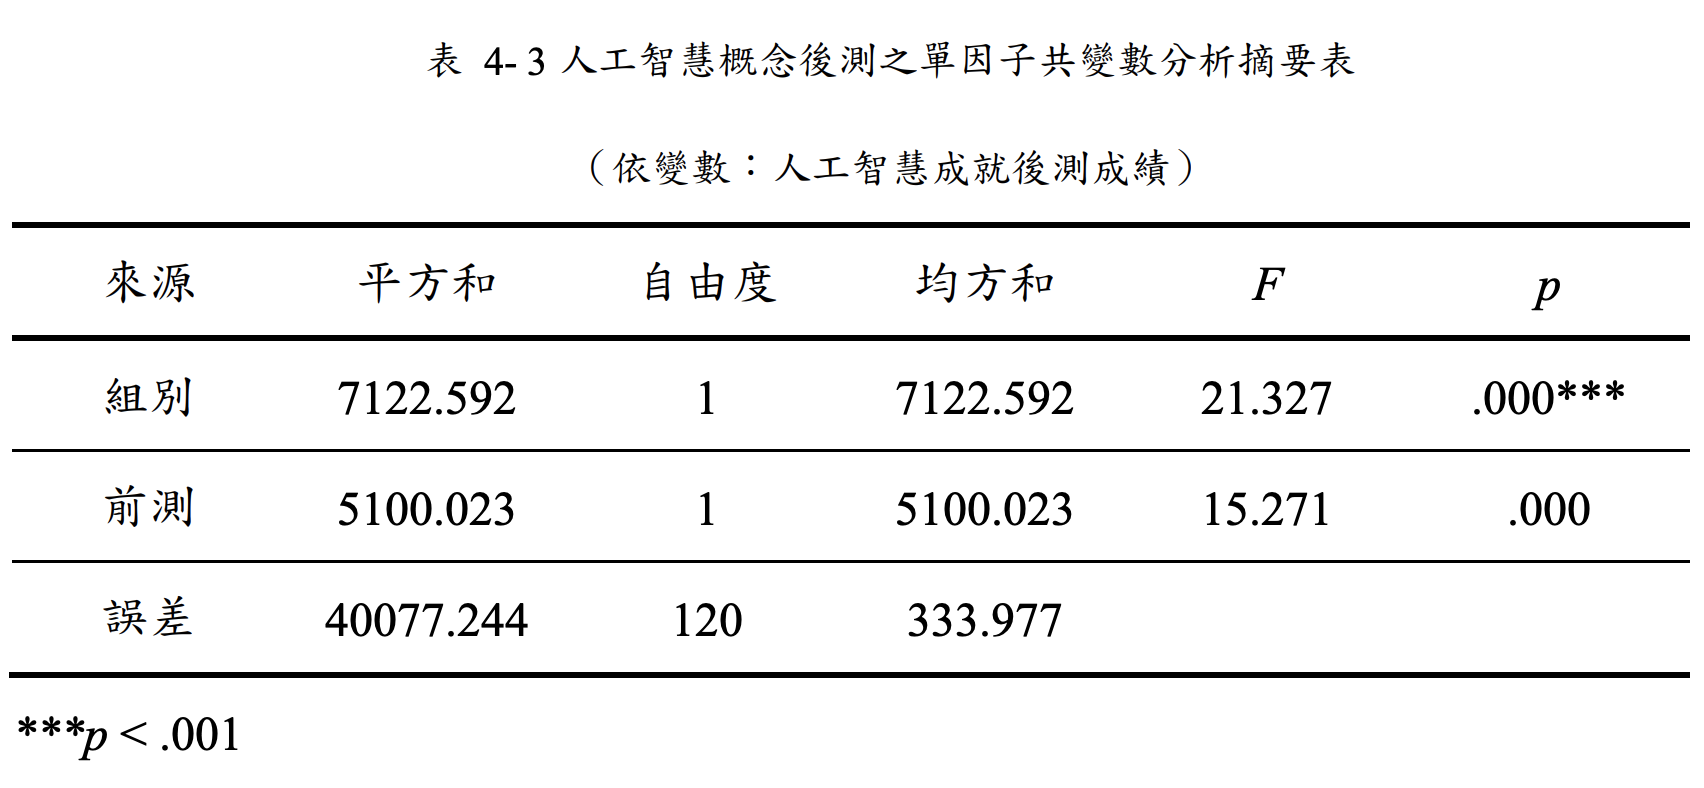 表 4- 3 人工智慧概念後測之單因子共變數分析摘要表
（依變數：人工智慧成就後測成績）
來源 平方和 自由度 均方和 F p
組別 7122.592 1 7122.592 21.327 .000***
前測 5100.023 1 5100.023 15.271 .000
誤差 40077.244 120 333.977
***p < .001